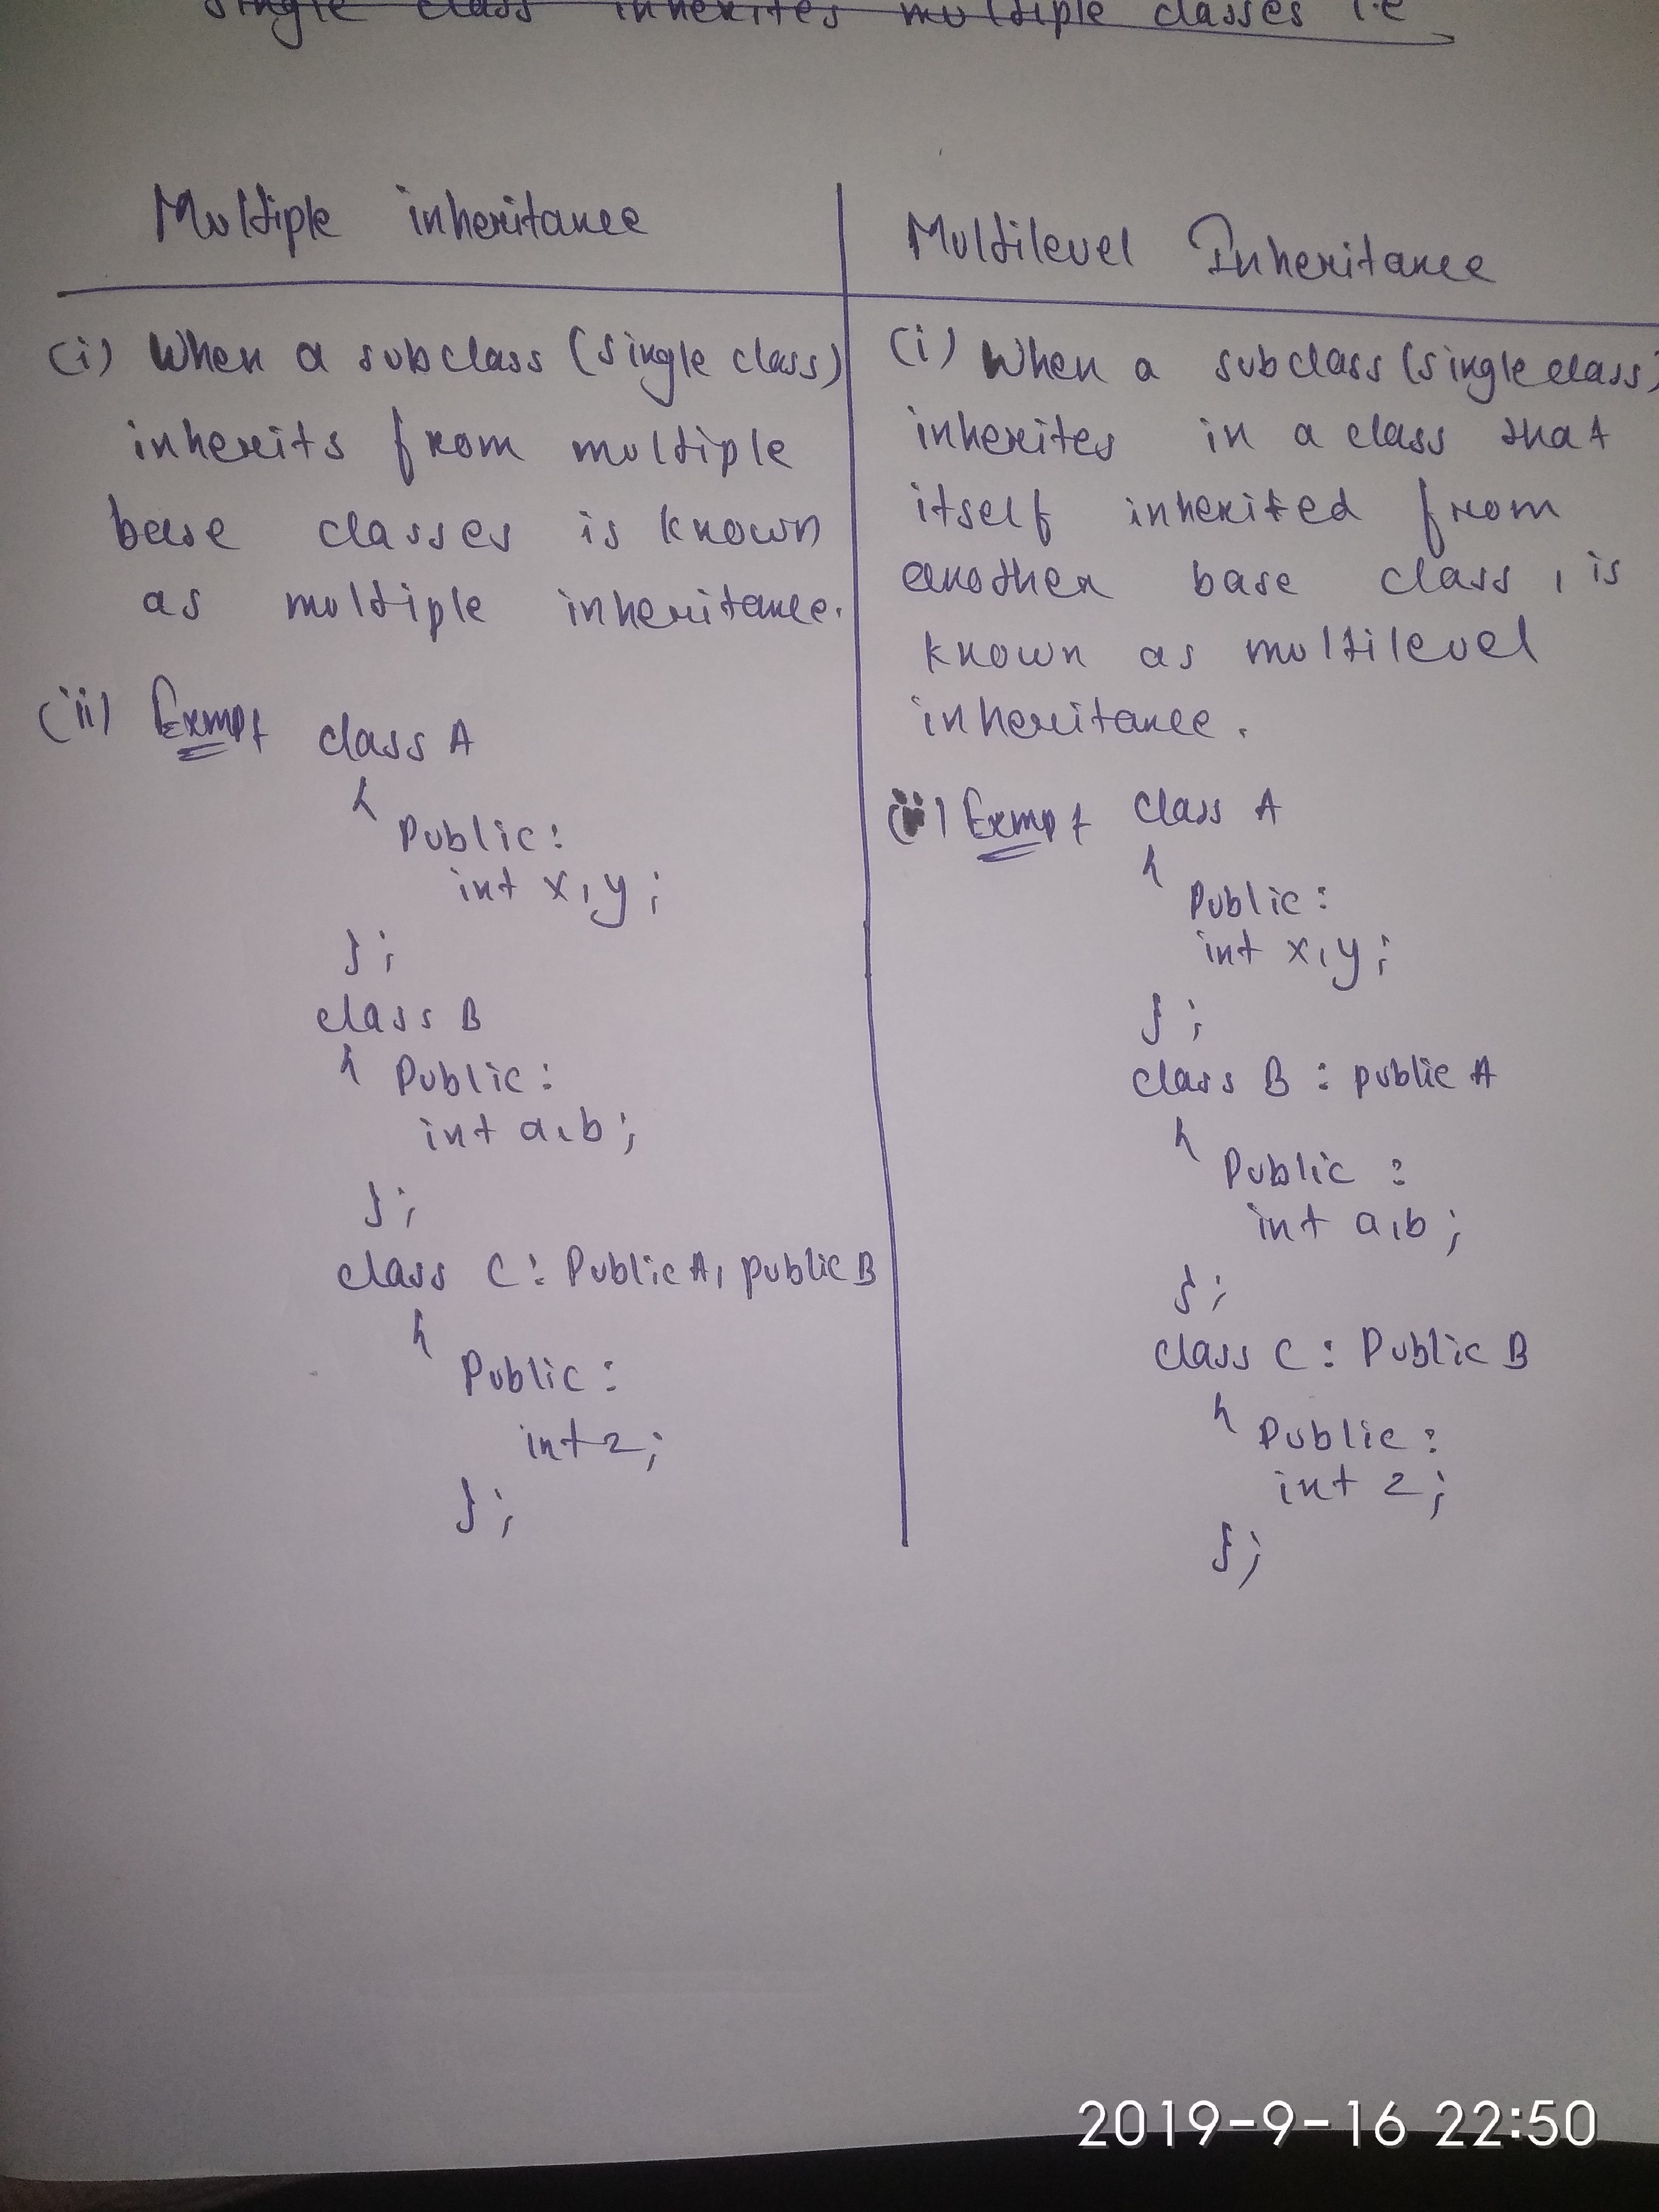 single class inherites multiple classes i.e
Multiple inheritance
(i) When a subclass (single class)
inherits from multiple
base classes is known
as multiple inheritance.
(ii) Exmpt class A
{
Public:
int x,y;
};
class B
{ Public:
int a,b;
};
class C: Public A, public B
{
Public:
int z;
};
Multilevel Inheritance
(i) When a subclass (single class)
inherites in a class that
itself inherited from
another base class, is
known as multilevel
inheritance.
(ii) Exmpt class A
{
Public:
int x,y;
};
class B : public A
{
Public :
int a,b;
};
class C : Public B
{
Public:
int z;
};
2019-9-16 22:50